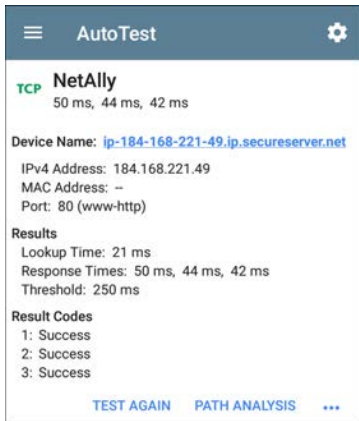 AutoTest
TCP NetAlly
50 ms, 44 ms, 42 ms
Device Name: ip-184-168-221-49.ip.secureserver.net
IPv4 Address: 184.168.221.49
MAC Address: --
Port: 80 (www-http)
Results
Lookup Time: 21 ms
Response Times: 50 ms, 44 ms, 42 ms
Threshold: 250 ms
Result Codes
1: Success
2: Success
3: Success
TEST AGAIN PATH ANALYSIS